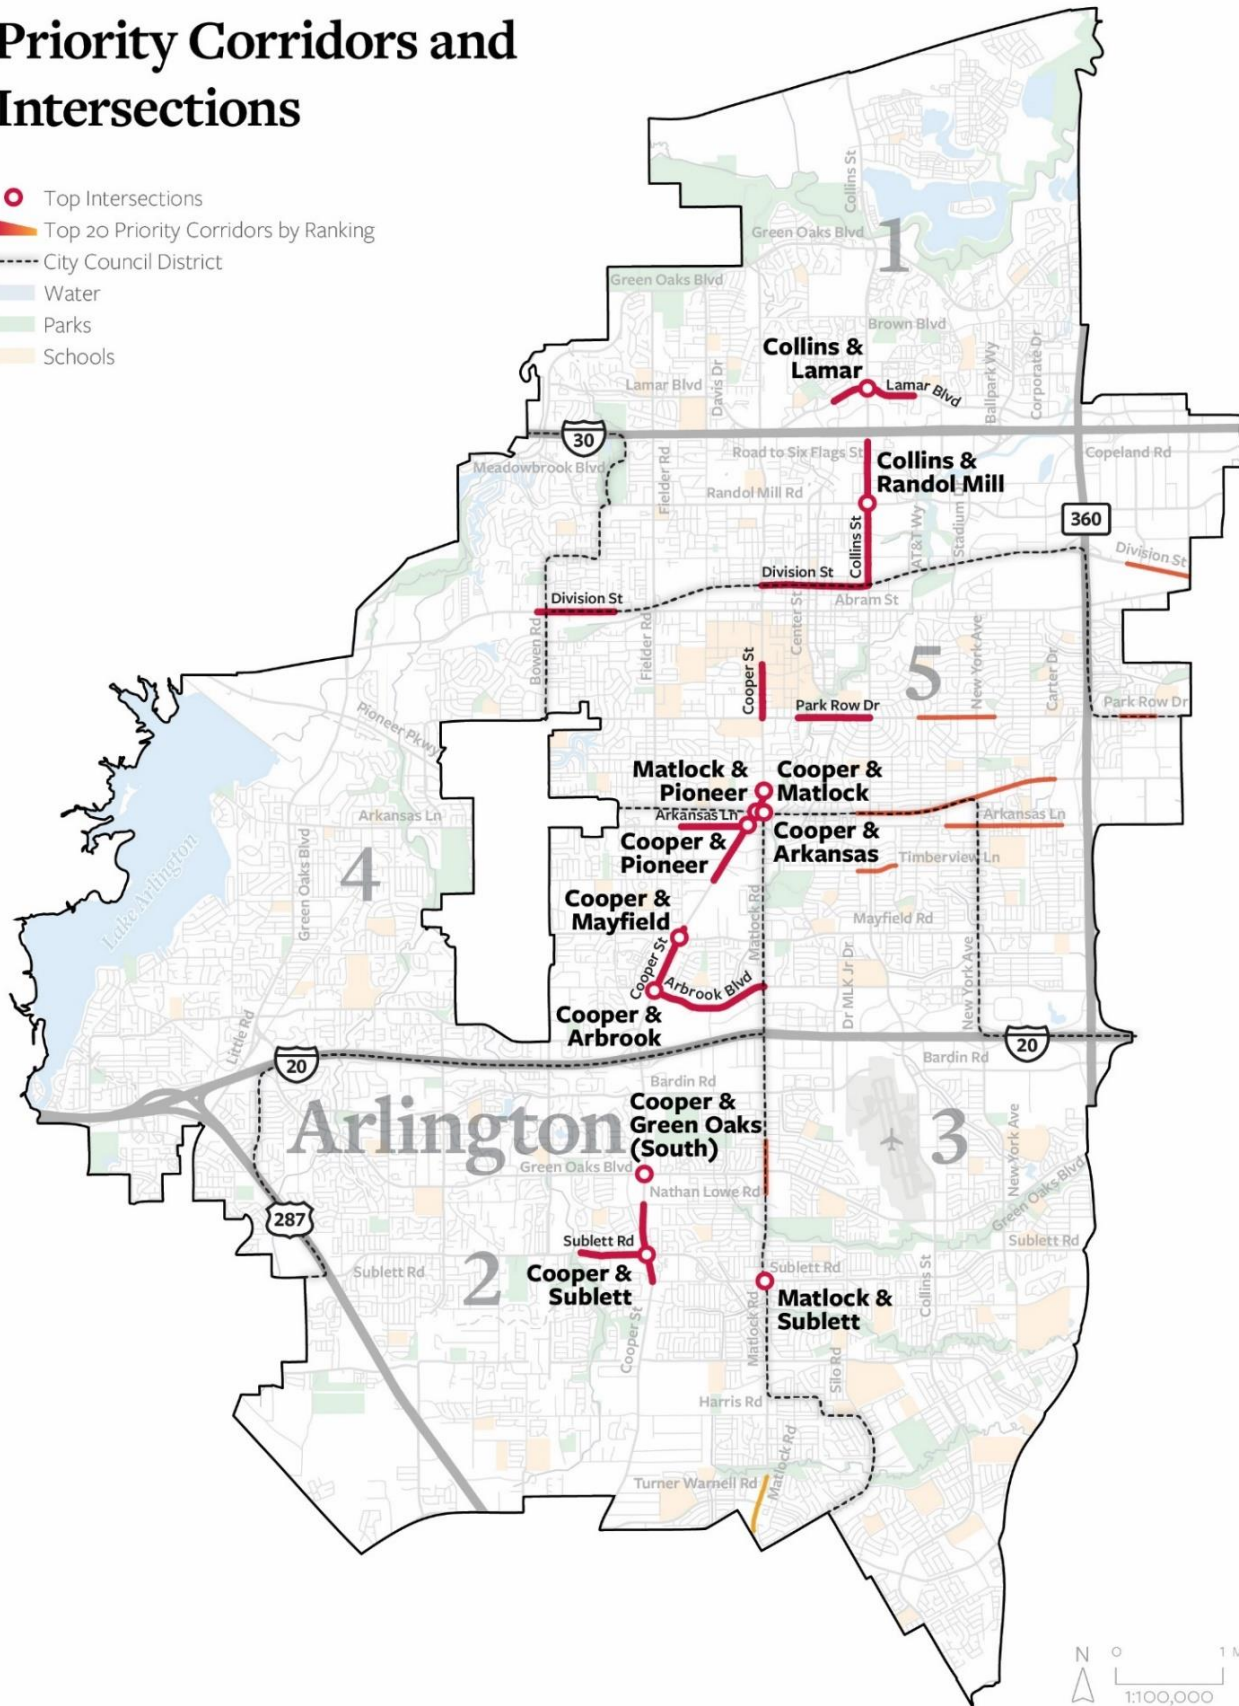 Priority Corridors and
Intersections
Top Intersections
Top 20 Priority Corridors by Ranking
City Council District
Water
Parks
Schools
Collins St
Green Oaks Blvd
1
Green Oaks Blvd
Brown Blvd
Collins &
Lamar
Lamar Blvd
Davis Dr
Lamar Blvd
Ballpark Wy
Corporate Dr
30
Road to Six Flags St
Copeland Rd
Meadowbrook Blvd
Fielder Rd
Collins &
Randol Mill
Randol Mill Rd
360
Collins St
AT&T Wy
Stadium D
Division St
Division St
Division St
Abram St
Center St
Bowen Rd
Fielder Rd
Cooper St
5
New York Ave
Carter Dr
Park Row Dr
Park Row Dr
Pioneer Pkwy
Matlock &
Pioneer
Cooper &
Matlock
Arkansas Ln
Arkansas Ln
Arkansas Ln
Cooper &
Arkansas
Cooper &
Pioneer
Timberview Ln
Lake Arlington
Green Oaks Blvd
4
Cooper &
Mayfield
Matlock Rd
Mayfield Rd
Cooper St
Arbrook Blvd
Dr MLK Jr Dr
New York Ave
Cooper &
Arbrook
Little Rd
20
20
Bardin Rd
Bardin Rd
Arlington
Cooper &
Green Oaks
(South)
3
Green Oaks Blvd
Nathan Lowe Rd
New York Ave
Green Oaks Blvd
287
Sublett Rd
Sublett Rd
2
Sublett Rd
Sublett Rd
Cooper &
Sublett
Collins St
Matlock &
Sublett
Cooper St
Matlock Rd
Silo Rd
Harris Rd
Matlock Rd
Turner Warnell Rd
N
0
1 M
1:100,000